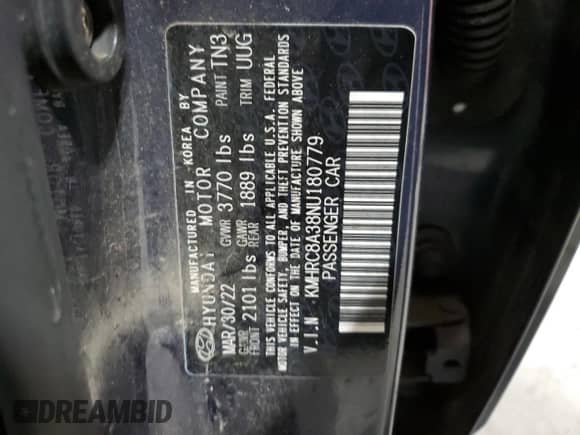 MANUFACTURED IN KOREA BY
HYUNDAI MOTOR COMPANY
MAR/30/22 GVWR 3770 lbs PAINT TN3
GAWR FRONT 2101 lbs GAWR REAR 1889 lbs TRIM UUG
THIS VEHICLE CONFORMS TO ALL APPLICABLE U.S.A. FEDERAL
MOTOR VEHICLE SAFETY, BUMPER, AND THEFT PREVENTION STANDARDS
IN EFFECT ON THE DATE OF MANUFACTURE SHOWN ABOVE
V.I.N : KMHRC8A38NU180779
PASSENGER CAR
DREAMBID